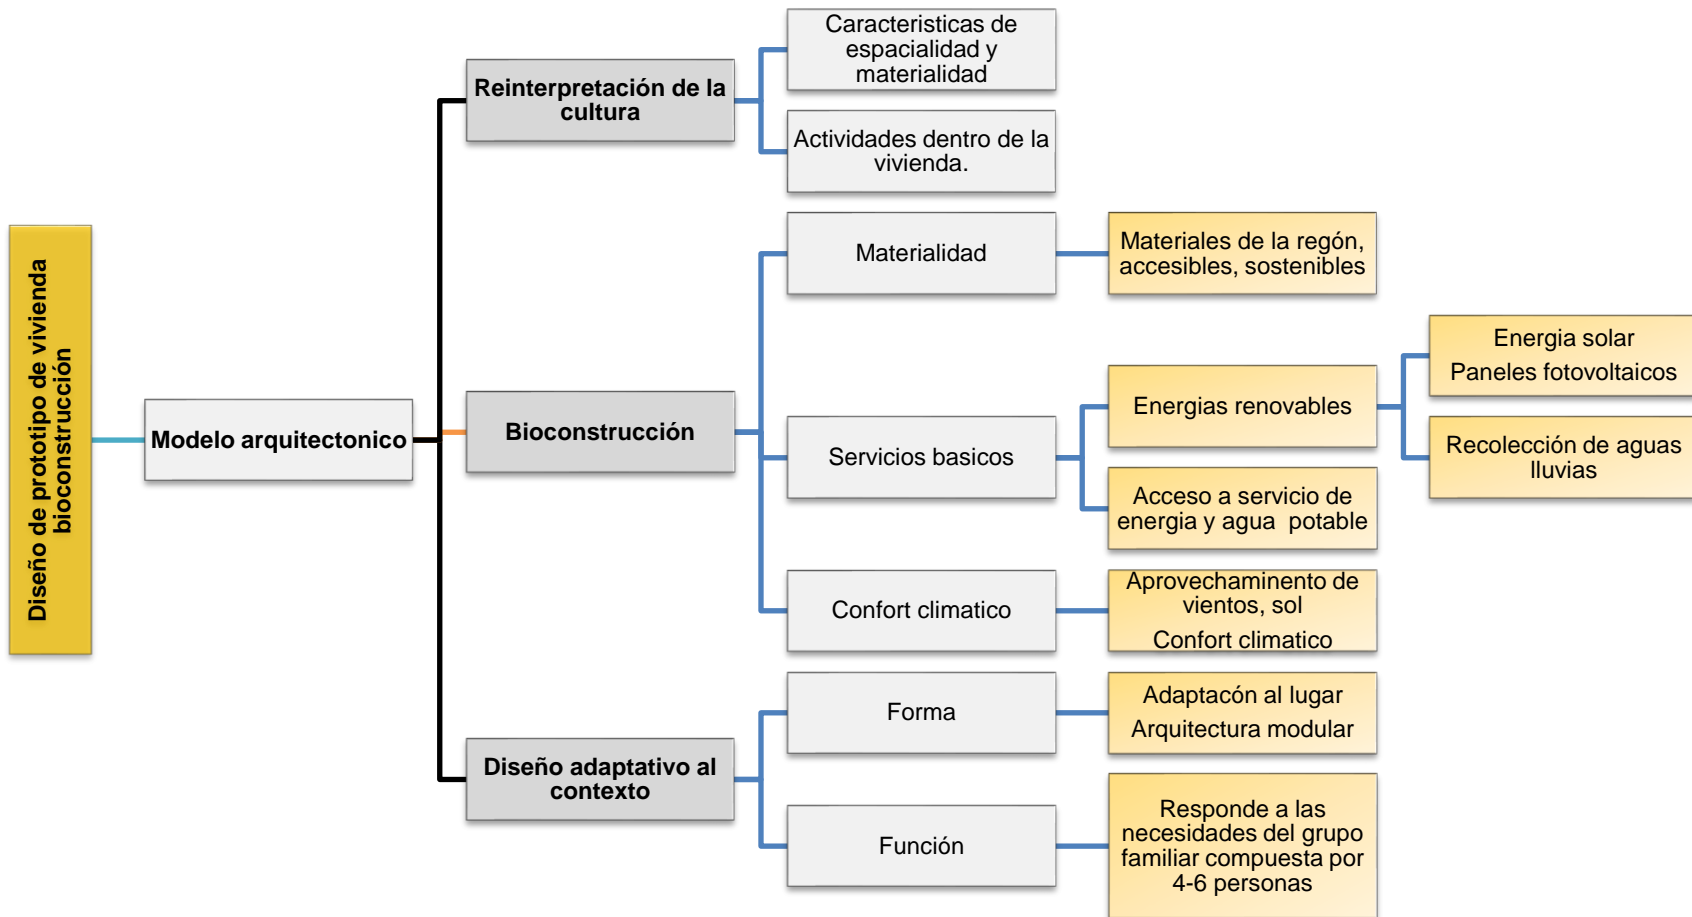 Diseño de prototipo de vivienda
bioconstrucción
Modelo arquitectonico
Reinterpretación de la
cultura
Caracteristicas de
espacialidad y
materialidad
Actividades dentro de la
vivienda.
Bioconstrucción
Materialidad
Materiales de la regón,
accesibles, sostenibles
Servicios basicos
Energias renovables
Energia solar
Paneles fotovoltaicos
Recolección de aguas
lluvias
Acceso a servicio de
energia y agua  potable
Confort climatico
Aprovechaminento de
vientos, sol
Confort climatico
Diseño adaptativo al
contexto
Forma
Adaptacón al lugar
Arquitectura modular
Función
Responde a las
necesidades del grupo
familiar compuesta por
4-6 personas